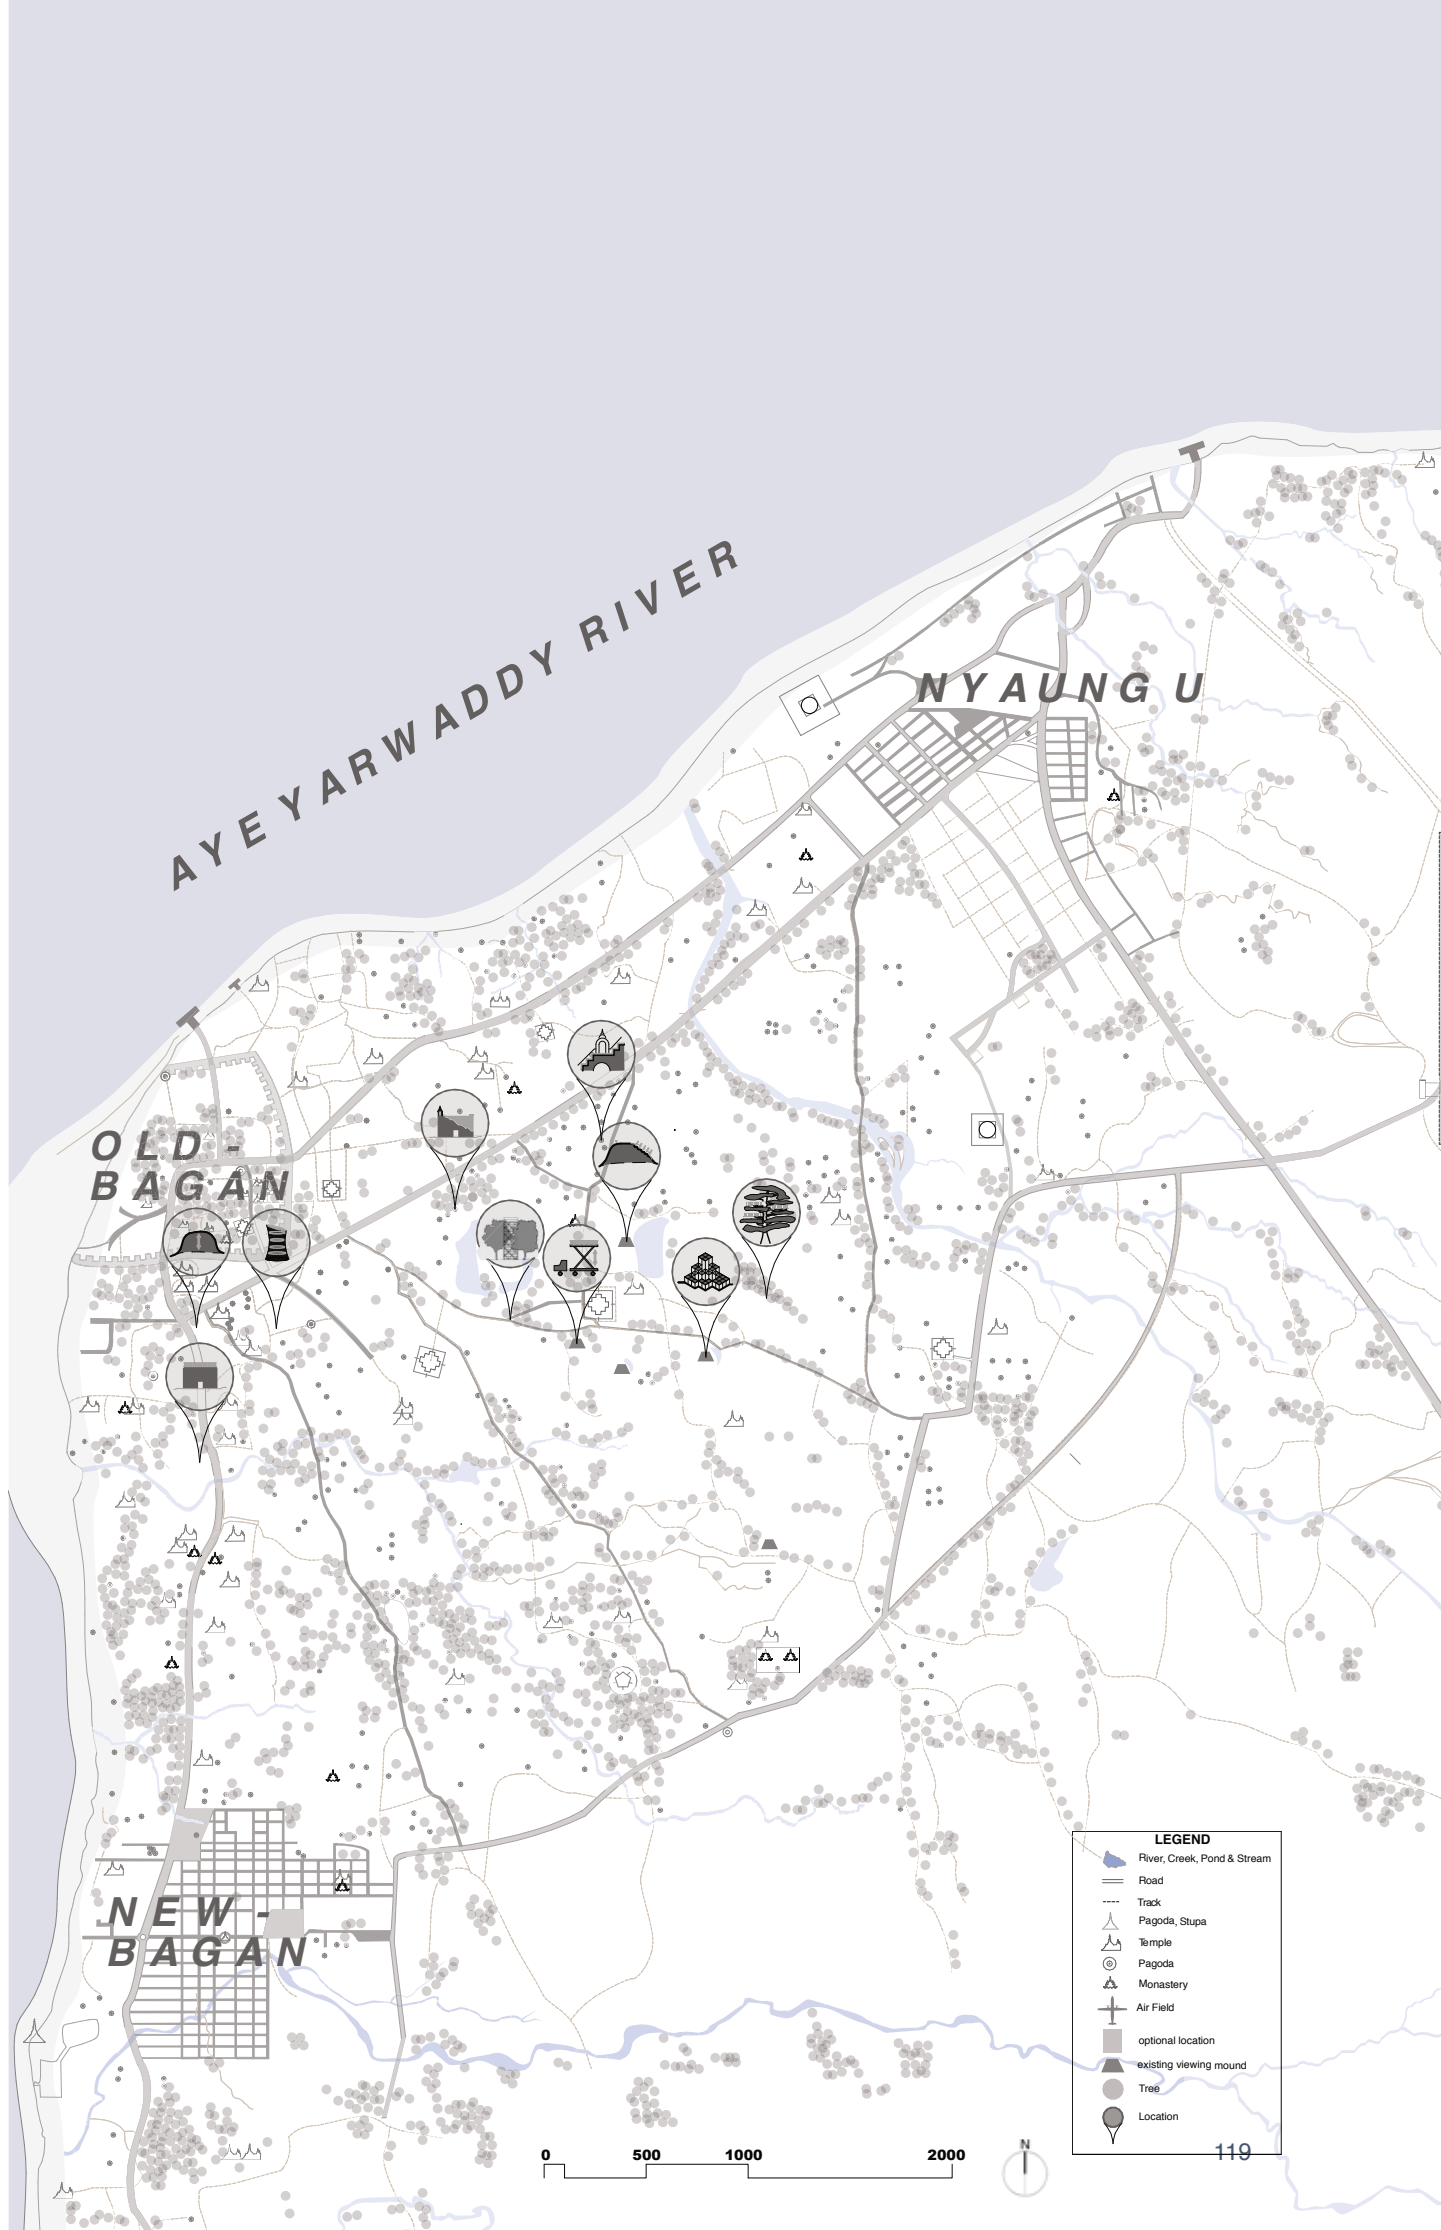 AYEYARWADDY RIVER
NYAUNG U
OLD-
BAGAN
NEW-
BAGAN
LEGEND
River, Creek, Pond & Stream
Road
Track
Pagoda, Stupa
Temple
Pagoda
Monastery
Air Field
optional location
existing viewing mound
Tree
Location
0 500 1000 2000
N
119